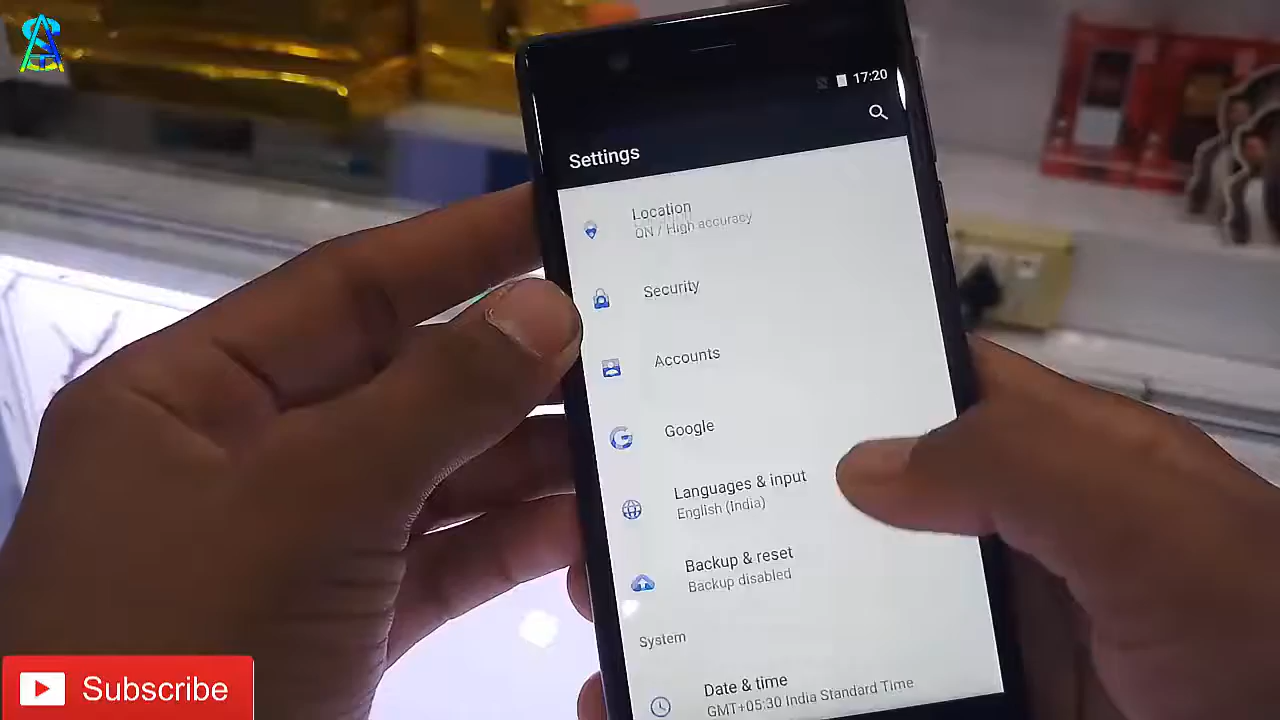 17:20
Settings
Location
ON / High accuracy
Security
Accounts
Google
Languages & input
English (India)
Backup & reset
Backup disabled
System
Date & time
GMT+05:30 India Standard Time
Subscribe